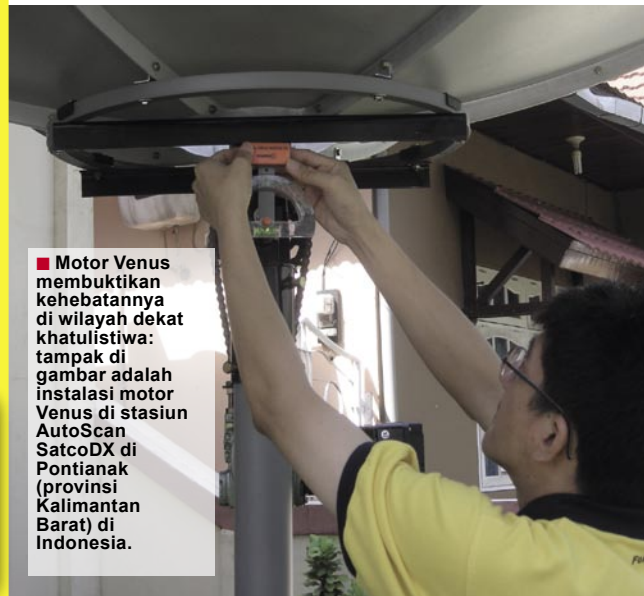 ■ Motor Venus
membuktikan
kehebatannya
di wilayah dekat
khatulistiwa:
tampak di
gambar adalah
instalasi motor
Venus di stasiun
AutoScan
SatcoDX di
Pontianak
(provinsi
Kalimantan
Barat) di
Indonesia.